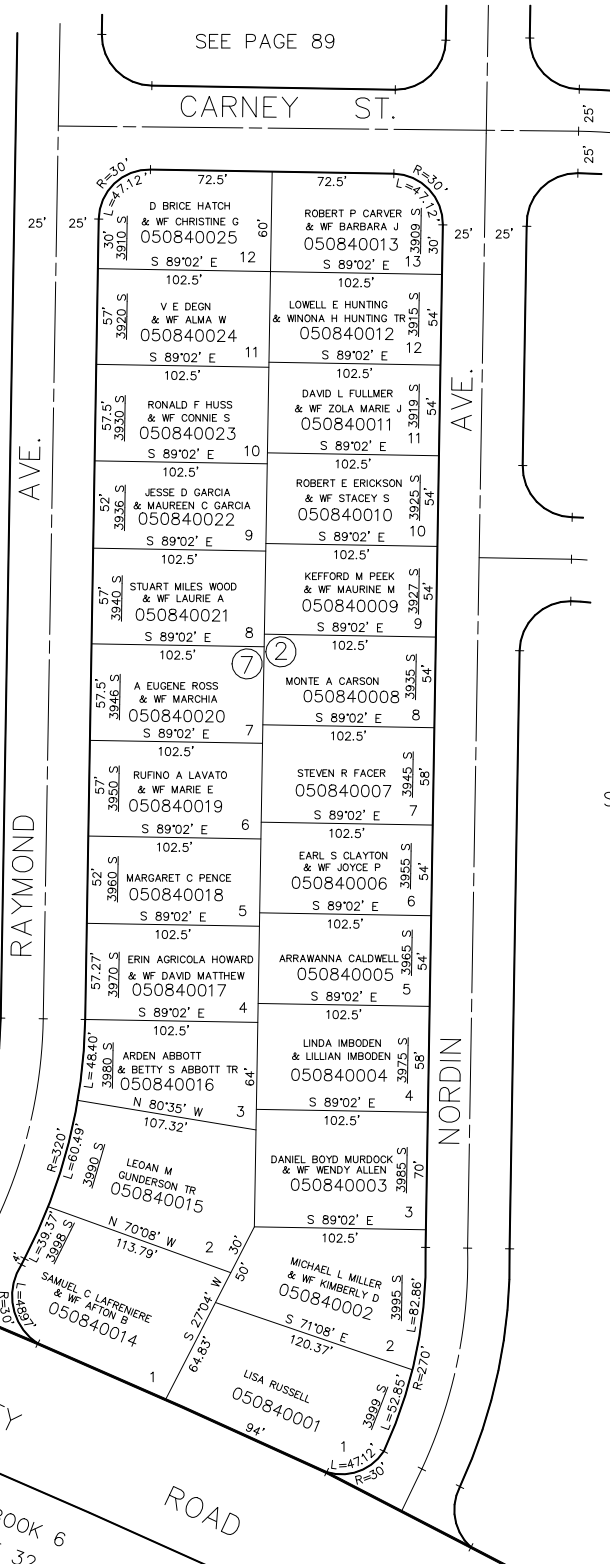 SEE PAGE 89
CARNEY ST.
25'
25'
R=30'
L=47.12'
72.5'
72.5'
R=30'
L=47.12'
25'
25'
25'
25'
D BRICE HATCH
& WF CHRISTINE G
050840025
30'
3910 S
60'
S 89°02' E
12
ROBERT P CARVER
& WF BARBARA J
050840013
3909 S
30'
S 89°02' E
13
102.5'
V E DEGN
& WF ALMA W
050840024
57'
3920 S
S 89°02' E
11
102.5'
LOWELL E HUNTING
& WINONA H HUNTING TR
050840012
3915 S
54'
S 89°02' E
12
102.5'
RONALD F HUSS
& WF CONNIE S
050840023
57.5'
3930 S
S 89°02' E
10
102.5'
DAVID L FULLMER
& WF ZOLA MARIE J
050840011
3919 S
54'
S 89°02' E
11
102.5'
JESSE D GARCIA
& MAUREEN C GARCIA
050840022
52'
3936 S
S 89°02' E
9
102.5'
ROBERT E ERICKSON
& WF STACEY S
050840010
3925 S
54'
S 89°02' E
10
102.5'
STUART MILES WOOD
& WF LAURIE A
050840021
57'
3940 S
S 89°02' E
8
102.5'
KEFFORD M PEEK
& WF MAURINE M
050840009
3927 S
54'
S 89°02' E
9
7
2
102.5'
A EUGENE ROSS
& WF MARCHIA
050840020
57.5'
3946 S
S 89°02' E
7
102.5'
MONTE A CARSON
050840008
3935 S
54'
S 89°02' E
8
102.5'
RUFINO A LAVATO
& WF MARIE E
050840019
57'
3950 S
S 89°02' E
6
102.5'
STEVEN R FACER
050840007
3945 S
58'
S 89°02' E
7
102.5'
MARGARET C PENCE
050840018
52'
3960 S
S 89°02' E
5
102.5'
EARL S CLAYTON
& WF JOYCE P
050840006
3955 S
54'
S 89°02' E
6
102.5'
ERIN AGRICOLA HOWARD
& WF DAVID MATTHEW
050840017
57.27'
3970 S
S 89°02' E
4
102.5'
ARRAWANNA CALDWELL
050840005
3965 S
54'
S 89°02' E
5
102.5'
ARDEN ABBOTT
& BETTY S ABBOTT TR
050840016
L=48.40'
3980 S
64'
N 80°35' W
3
102.5'
LINDA IMBODEN
& LILLIAN IMBODEN
050840004
3975 S
58'
S 89°02' E
4
107.32'
LEOAN M
GUNDERSON TR
050840015
R=320'
L=60.49'
3990 S
N 70°08' W
2
102.5'
DANIEL BOYD MURDOCK
& WF WENDY ALLEN
050840003
3985 S
70'
S 89°02' E
3
113.79'
SAMUEL C LAFRENIERE
& WF AFTON B
050840014
L=39.37'
3998 S
4'
L=48.97'
R=30'
1
30'
50'
S 27°04' W
64.83'
102.5'
MICHAEL L MILLER
& WF KIMBERLY D
050840002
3995 S
L=82.86'
S 71°08' E
2
120.37'
LISA RUSSELL
050840001
3999 S
L=52.85'
R=270'
1
L=47.12'
R=30'
94'
RAYMOND AVE.
NORDIN AVE.
ROAD
OOK 6
32